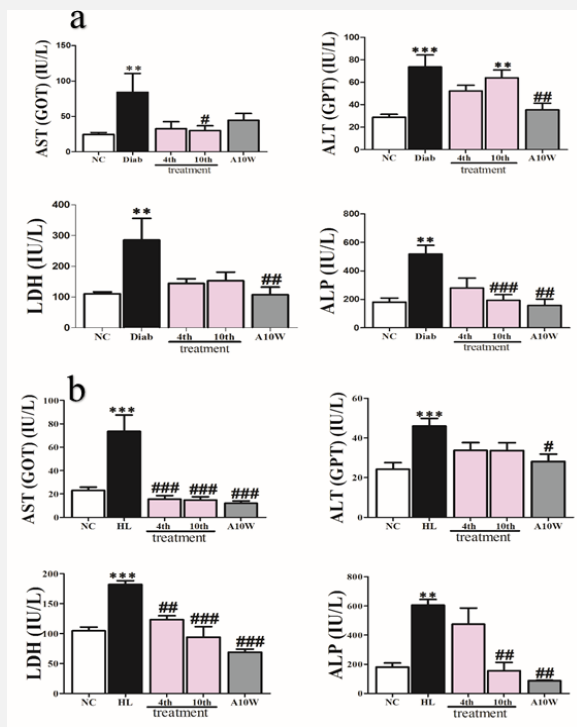 a
AST (GOT) (IU/L)
100
75
50
25
0
**
#
NC Diab 4th 10th A10W
treatment
ALT (GPT) (IU/L)
100
80
60
40
20
0
***
**
##
NC Diab 4th 10th A10W
treatment
LDH (IU/L)
400
300
200
100
0
**
##
NC Diab 4th 10th A10W
treatment
ALP (IU/L)
800
600
400
200
0
**
###
##
NC Diab 4th 10th A10W
treatment
b
AST (GOT) (IU/L)
100
80
60
40
20
0
***
###
###
###
NC HL 4th 10th A10W
treatment
ALT (GPT) (IU/L)
60
40
20
0
***
#
NC HL 4th 10th A10W
treatment
LDH (IU/L)
200
150
100
50
0
***
##
###
###
NC HL 4th 10th A10W
treatment
ALP (IU/L)
800
600
400
200
0
**
##
##
NC HL 4th 10th A10W
treatment